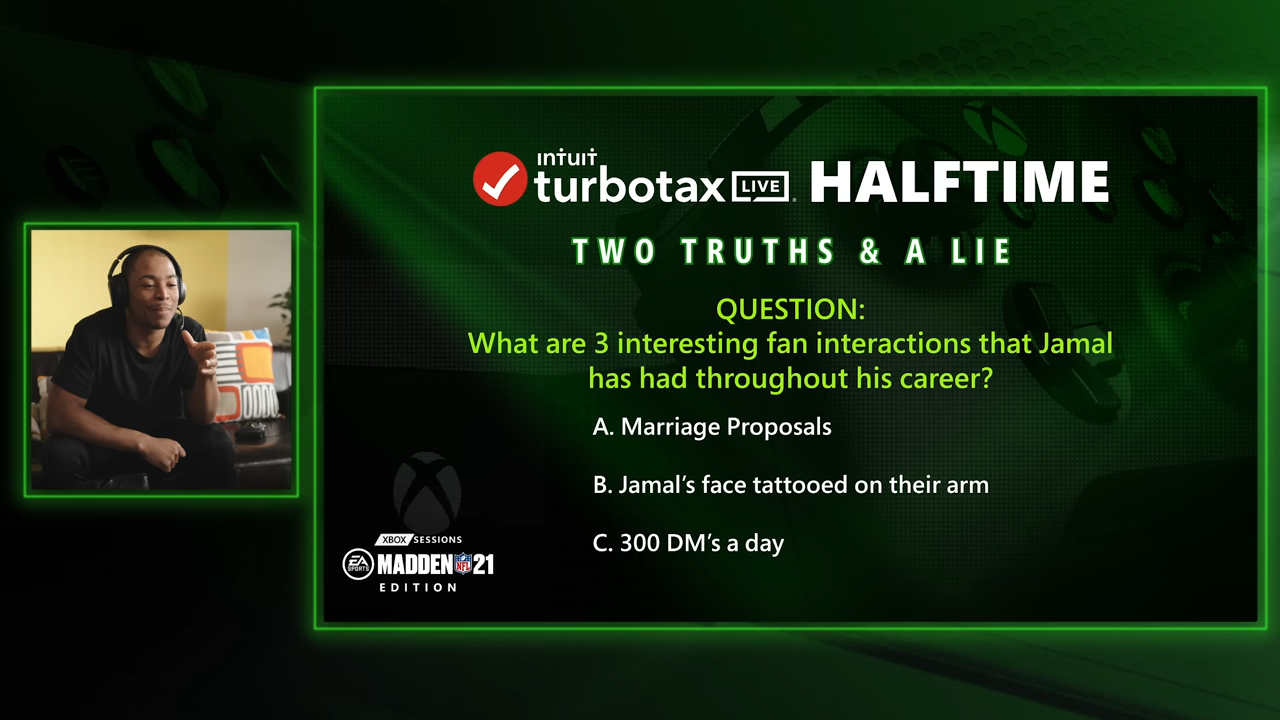 intuit
turbotax LIVE HALFTIME
TWO TRUTHS & A LIE
QUESTION:
What are 3 interesting fan interactions that Jamal
has had throughout his career?
A. Marriage Proposals
B. Jamal's face tattooed on their arm
C. 300 DM's a day
XBOX SESSIONS
EA SPORTS MADDEN NFL 21
EDITION